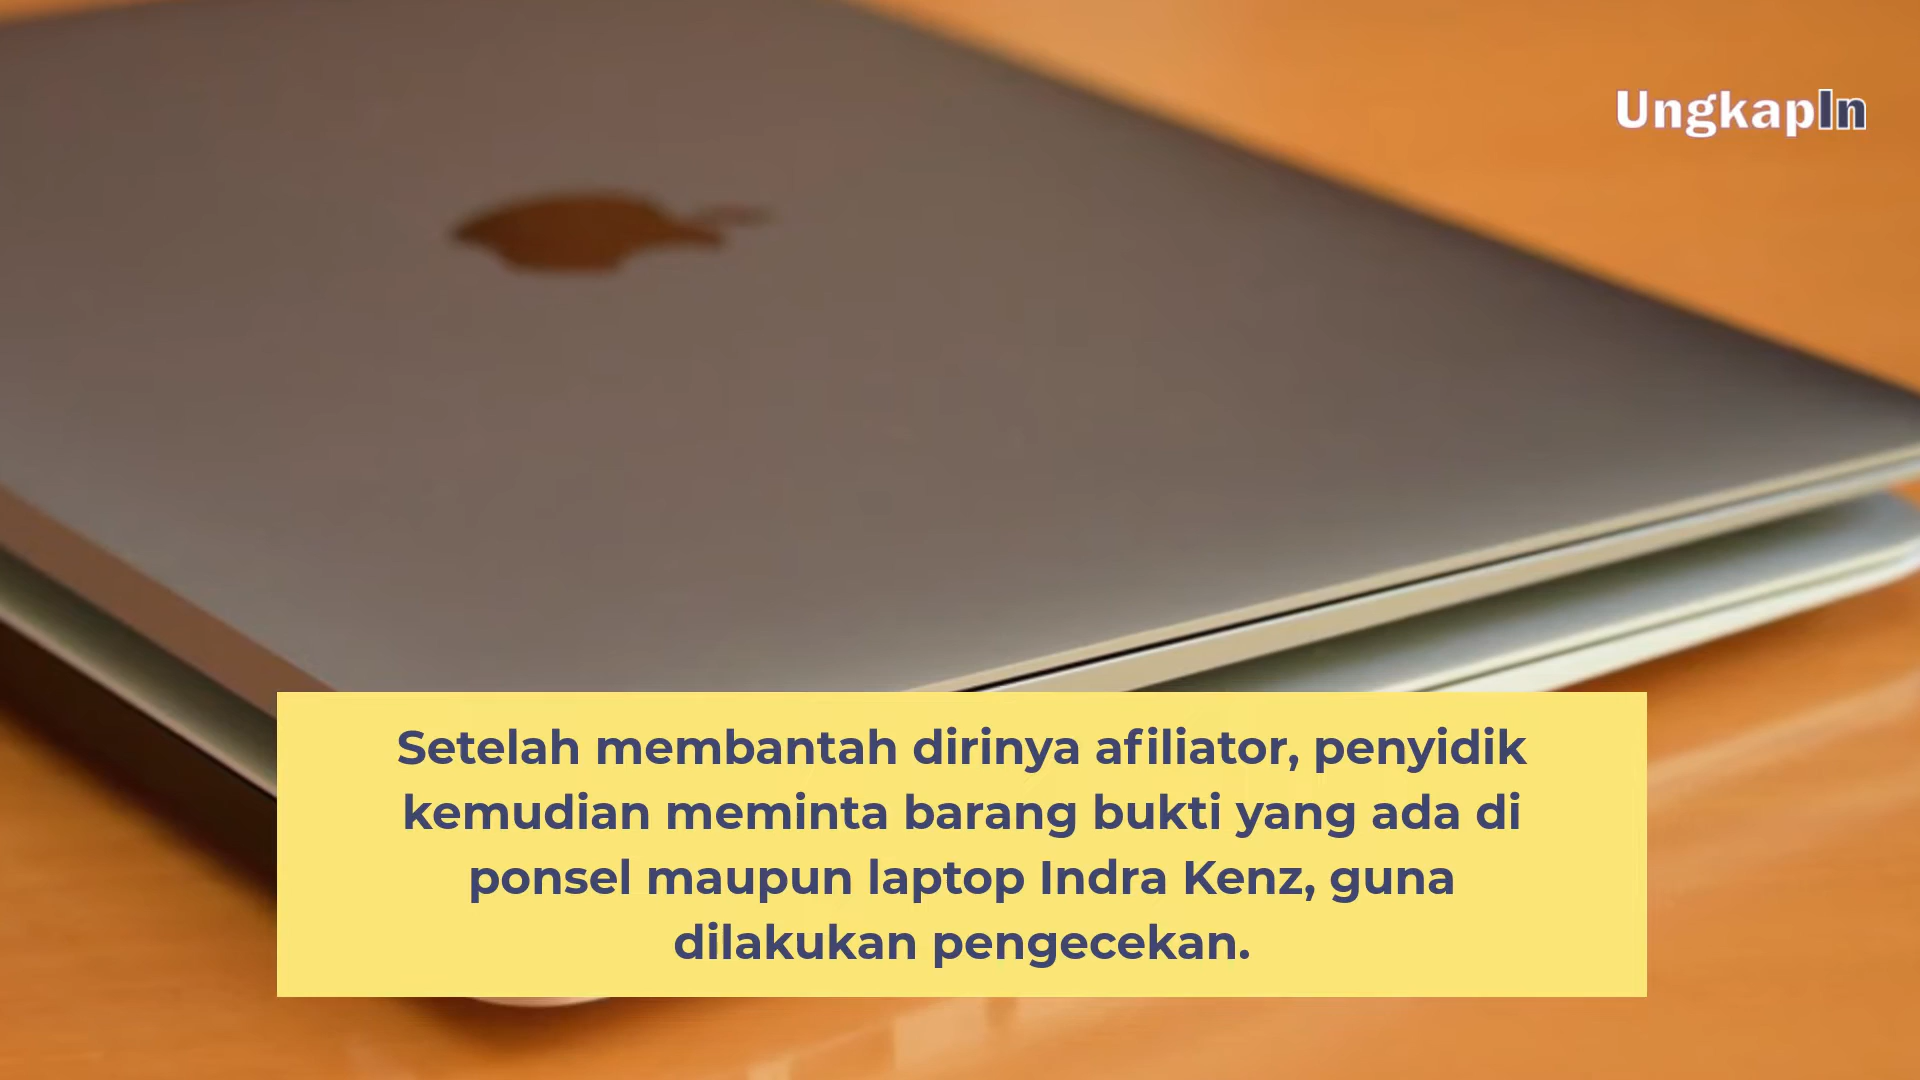 UngkapIn
Setelah membantah dirinya afiliator, penyidik
kemudian meminta barang bukti yang ada di
ponsel maupun laptop Indra Kenz, guna
dilakukan pengecekan.